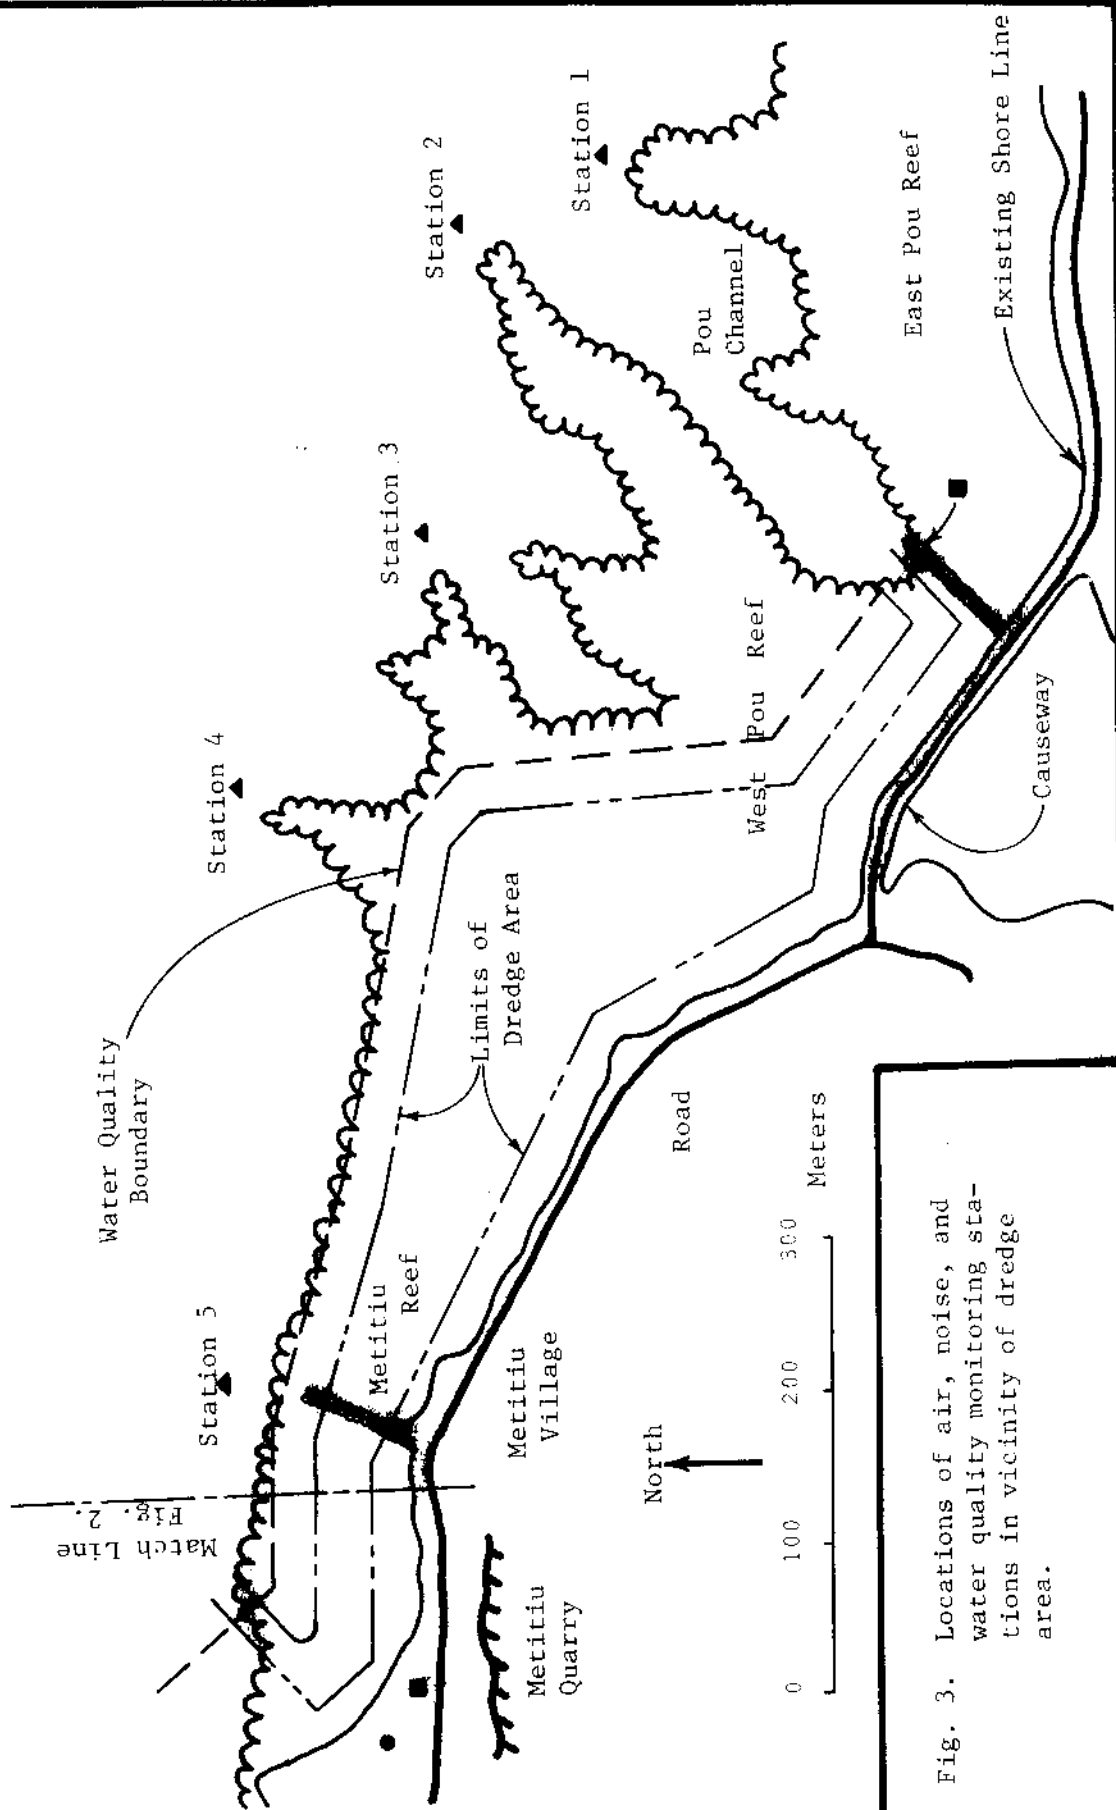 Station 1
Station 2
Station 3
Station 4
Station 5
Water Quality
Boundary
Limits of
Dredge Area
Pou
Channel
East Pou Reef
West Pou Reef
Existing Shore Line
Causeway
Metitiu
Reef
Road
Metitiu
Village
Match Line
Fig. 2.
Metitiu
Quarry
North
0 100 200 300 Meters
Fig. 3. Locations of air, noise, and
water quality monitoring sta-
tions in vicinity of dredge
area.